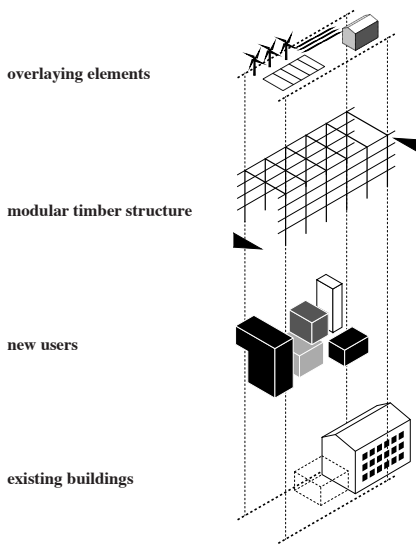 overlaying elements
modular timber structure
new users
existing buildings